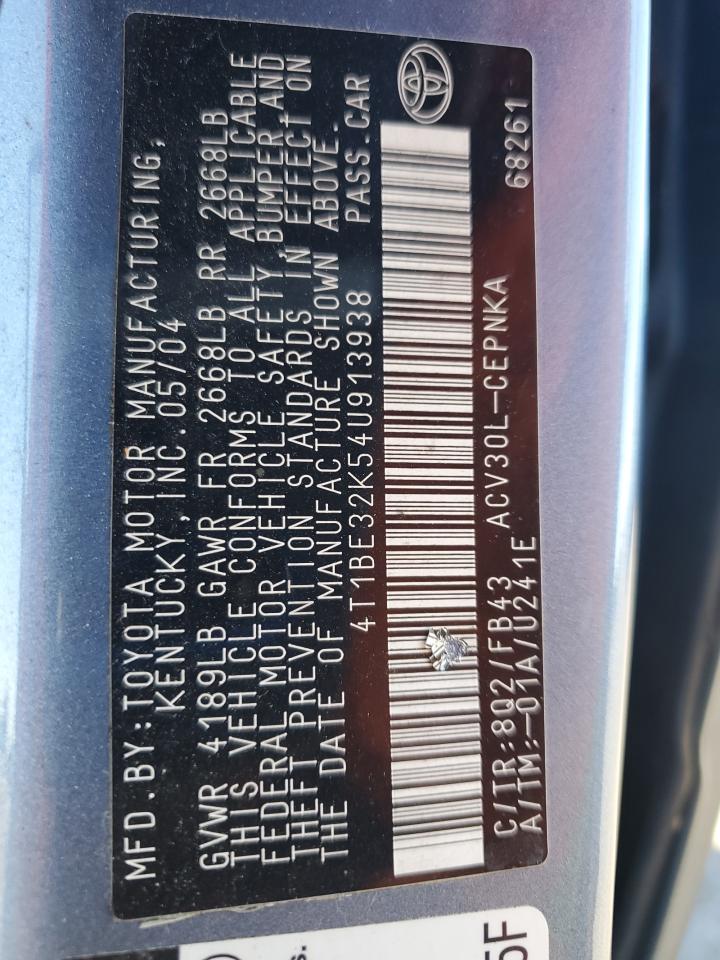 MFD.BY:TOYOTA MOTOR MANUFACTURING,
KENTUCKY,INC.05/04
GVWR 4189LB GAWR FR 2668LB RR 2668LB
THIS VEHICLE CONFORMS TO ALL APPLICABLE
FEDERAL MOTOR VEHICLE SAFETY,BUMPER,AND
THEFT PREVENTION STANDARDS IN EFFECT ON
THE DATE OF MANUFACTURE SHOWN ABOVE.
4T1BE32K54U913938 PASS.CAR
C/TR:8Q2/FB43 ACV30L-CEPNKA 68261
A/TM:-01A/U241E
s.
5F